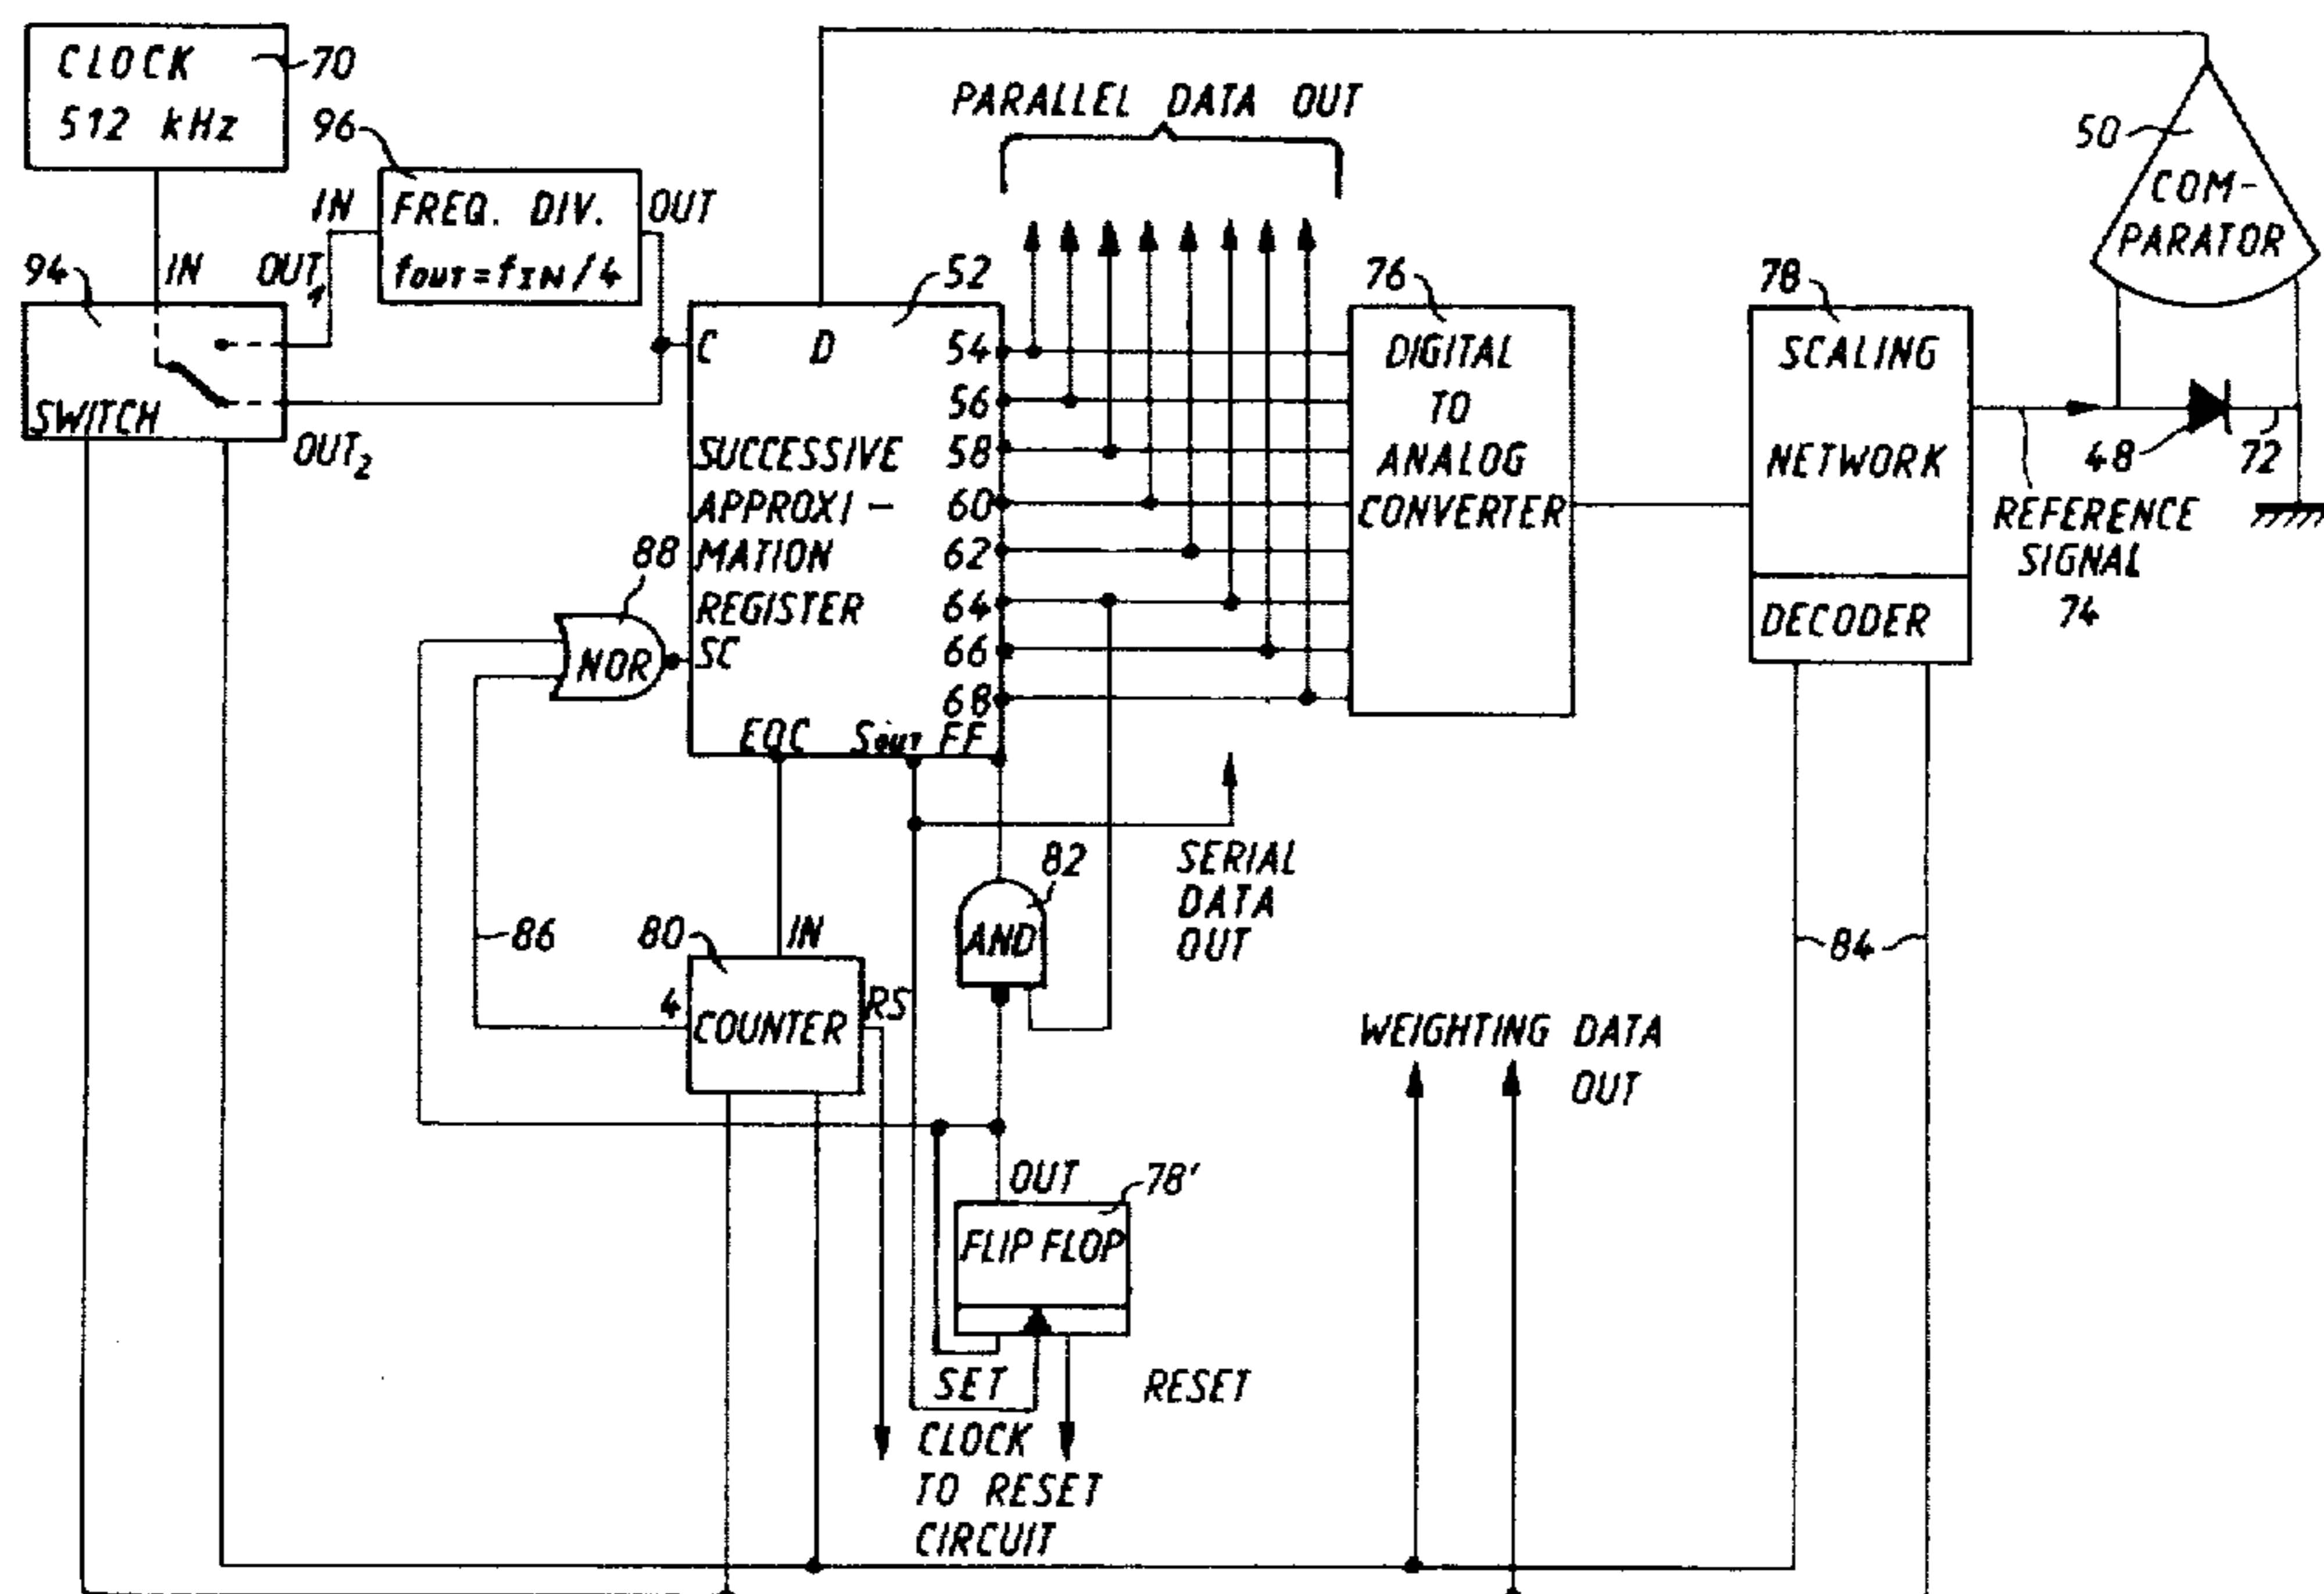 CLOCK
512 kHz
70
96
IN
FREQ. DIV.
fOUT = fIN/4
OUT
94
IN
OUT1
SWITCH
OUT2
PARALLEL DATA OUT
50
COM-
PARATOR
52
C
D
54
56
58
60
62
64
66
68
SUCCESSIVE
APPROXI-
MATION
REGISTER
SC
EOC
SOUT
FF
88
NOR
76
DIGITAL
TO
ANALOG
CONVERTER
78
SCALING
NETWORK
DECODER
48
72
REFERENCE
SIGNAL
74
SERIAL
DATA
OUT
82
AND
86
80
IN
4
COUNTER
RS
84
WEIGHTING DATA
OUT
OUT
78'
FLIP FLOP
SET
RESET
CLOCK
TO RESET
CIRCUIT